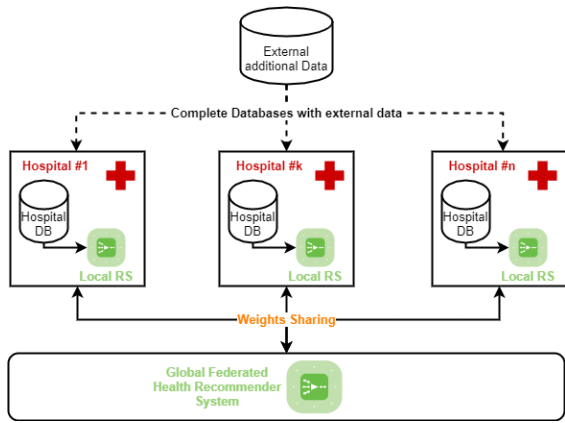 External
additional Data
Complete Databases with external data
Hospital #1
Hospital
DB
Local RS
Hospital #k
Hospital
DB
Local RS
Hospital #n
Hospital
DB
Local RS
Weights Sharing
Global Federated
Health Recommender
System